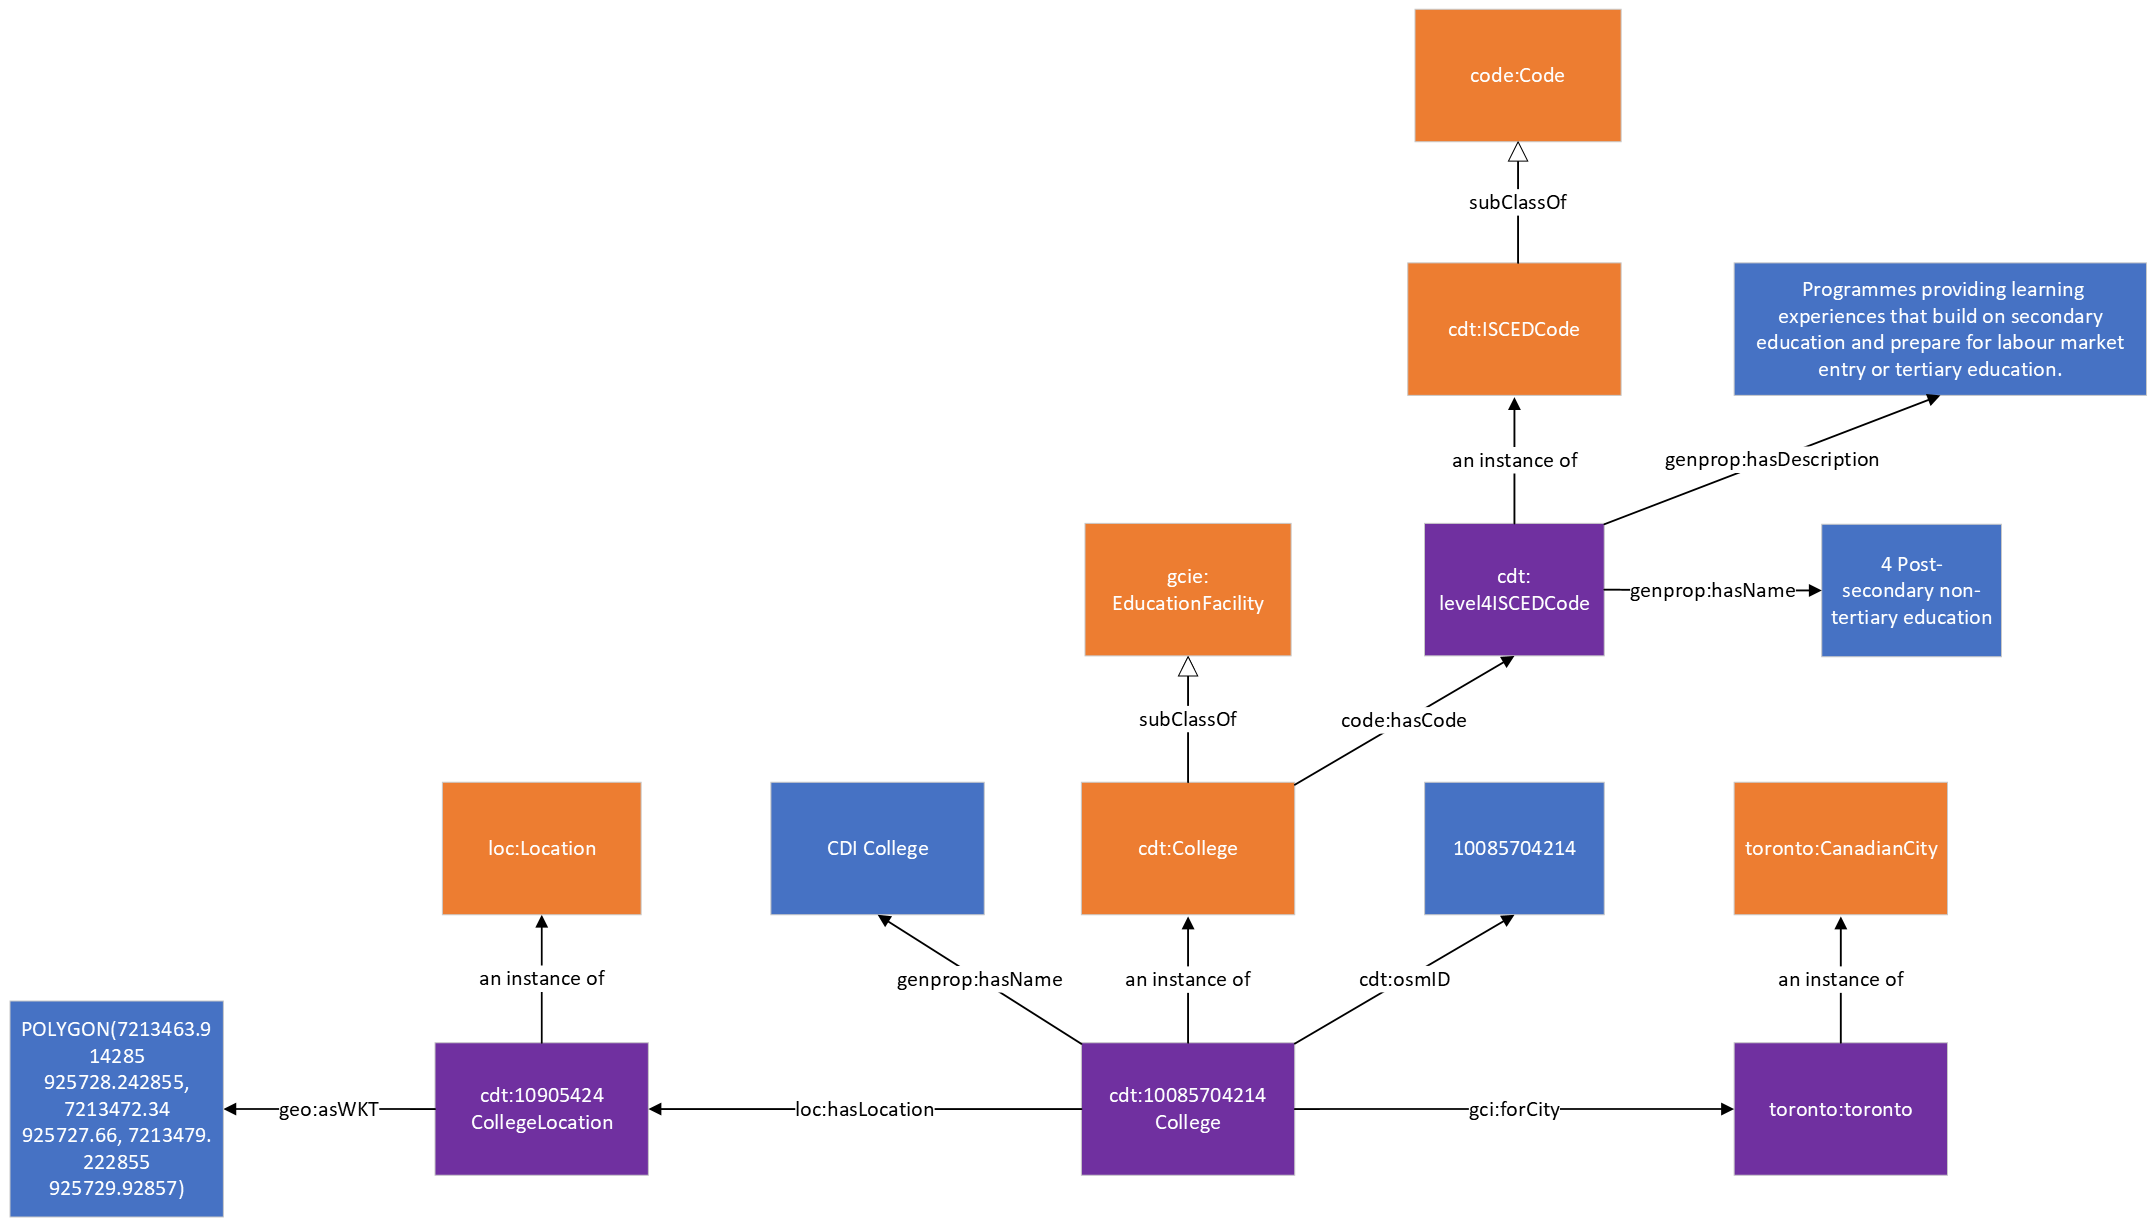 code:Code
subClassOf
cdt:ISCEDCode
Programmes providing learning
experiences that build on secondary
education and prepare for labour market
entry or tertiary education.
an instance of
genprop:hasDescription
gcie:
EducationFacility
cdt:
level4ISCEDCode
genprop:hasName
4 Post-
secondary non-
tertiary education
subClassOf
code:hasCode
loc:Location
CDI College
cdt:College
10085704214
toronto:CanadianCity
an instance of
genprop:hasName
an instance of
cdt:osmID
an instance of
POLYGON(7213463.9
14285
925728.242855,
7213472.34
925727.66, 7213479.
222855
925729.92857)
geo:asWKT
cdt:10905424
CollegeLocation
loc:hasLocation
cdt:10085704214
College
gci:forCity
toronto:toronto